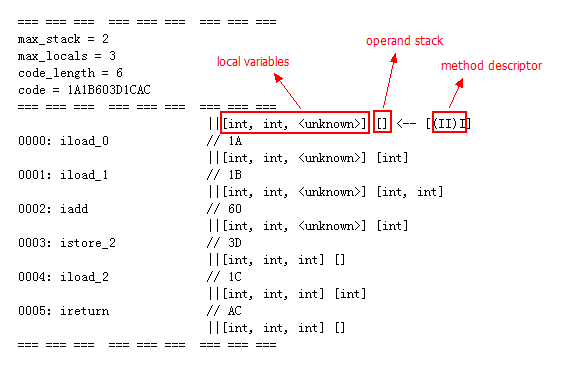 === === ===  === === ===  === === ===
max_stack = 2
max_locals = 3
code_length = 6
code = 1A1B603D1CAC
=== === ===  === === ===  === === ===
local variables
operand stack
method descriptor
||[int, int, <unknown>] [] <-- [(II)I]
0000: iload_0 // 1A
||[int, int, <unknown>] [int]
0001: iload_1 // 1B
||[int, int, <unknown>] [int, int]
0002: iadd // 60
||[int, int, <unknown>] [int]
0003: istore_2 // 3D
||[int, int, int] []
0004: iload_2 // 1C
||[int, int, int] [int]
0005: ireturn // AC
||[int, int, int] []
=== === ===  === === ===  === === ===